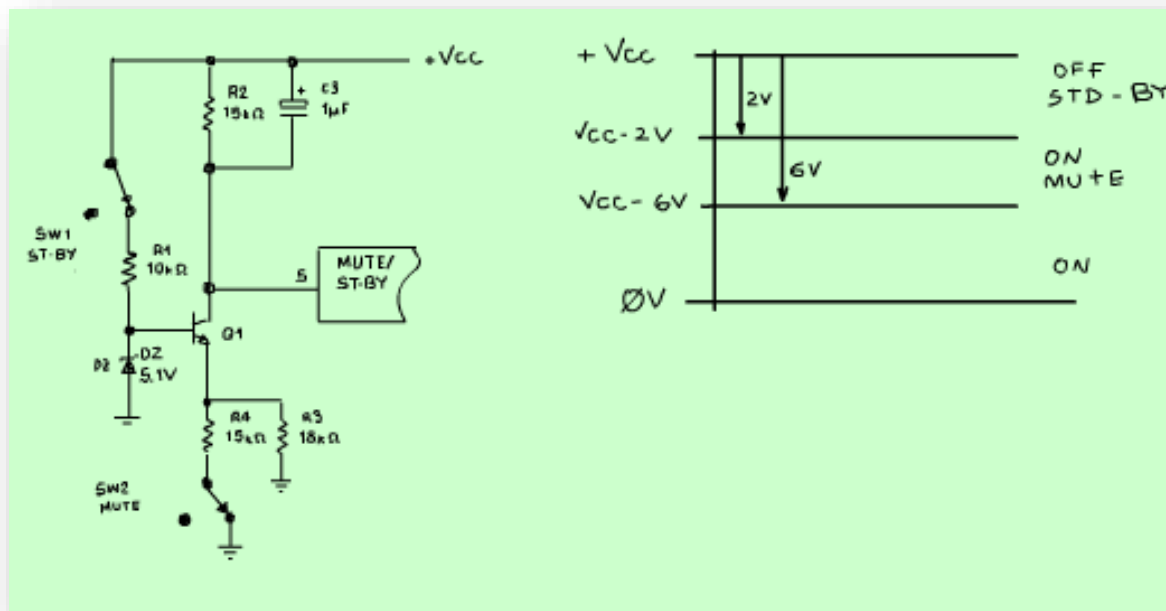 +Vcc
R2
15kΩ
+ C3
1μF
SW1
ST-BY
R1
10kΩ
5
MUTE/
ST-BY
Q1
DZ
DZ
5.1V
R4
15kΩ
R3
18kΩ
SW2
MUTE
+ Vcc
2V
6V
OFF
STD-BY
Vcc-2V
ON
MUTE
Vcc-6V
ON
ØV